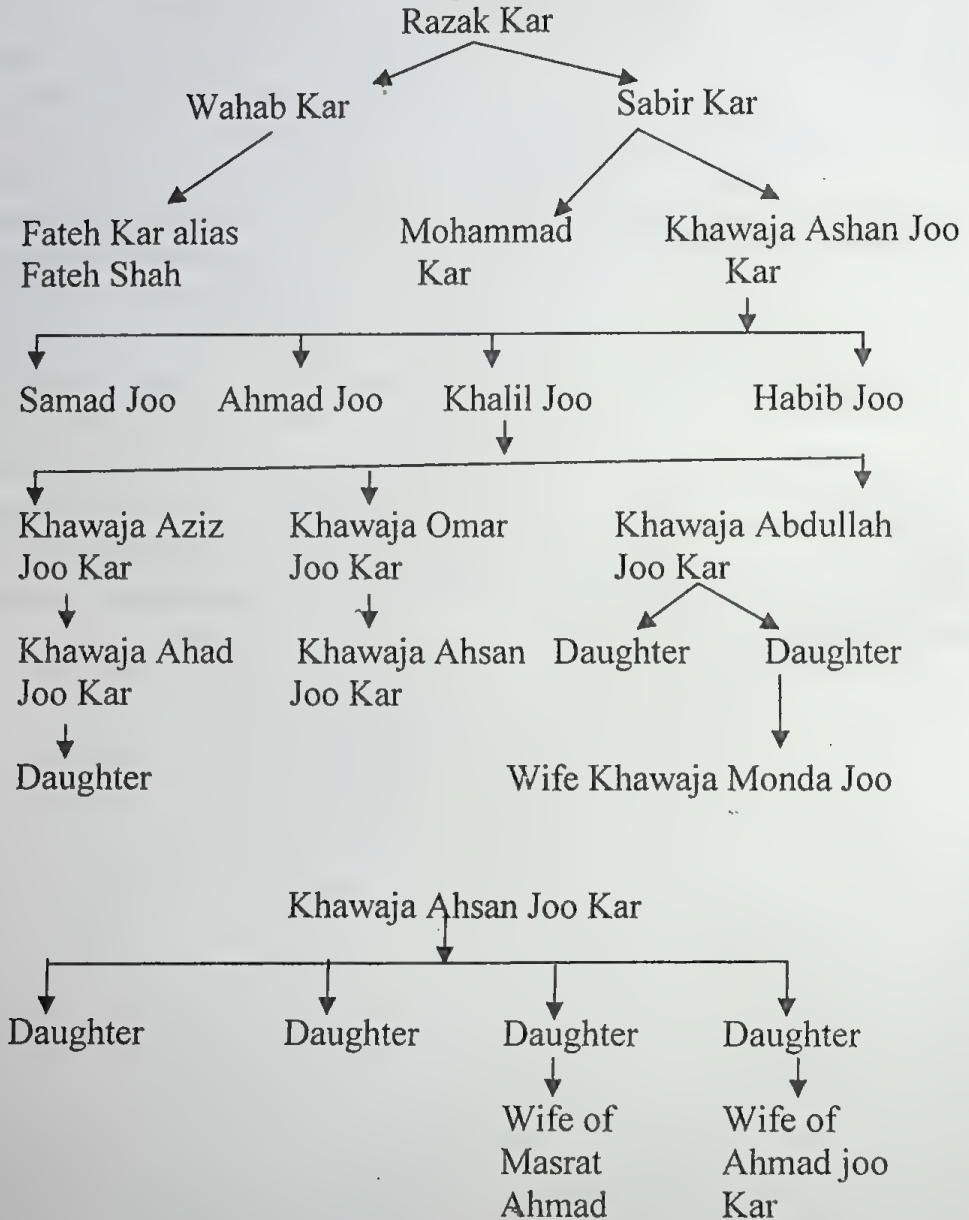 Razak Kar
Wahab Kar
Sabir Kar
Fateh Kar alias
Fateh Shah
Mohammad
Kar
Khawaja Ashan Joo
Kar
Samad Joo
Ahmad Joo
Khalil Joo
Habib Joo
Khawaja Aziz
Joo Kar
Khawaja Omar
Joo Kar
Khawaja Abdullah
Joo Kar
Khawaja Ahad
Joo Kar
Khawaja Ahsan
Joo Kar
Daughter
Daughter
Daughter
Wife Khawaja Monda Joo
Khawaja Ahsan Joo Kar
Daughter
Daughter
Daughter
Daughter
Wife of
Masrat
Ahmad
Wife of
Ahmad joo
Kar